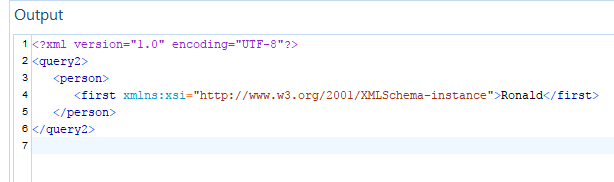 Output
1 <?xml version="1.0" encoding="UTF-8"?>
2 <query2>
3 <person>
4 <first xmlns:xsi="http://www.w3.org/2001/XMLSchema-instance">Ronald</first>
5 </person>
6 </query2>
7